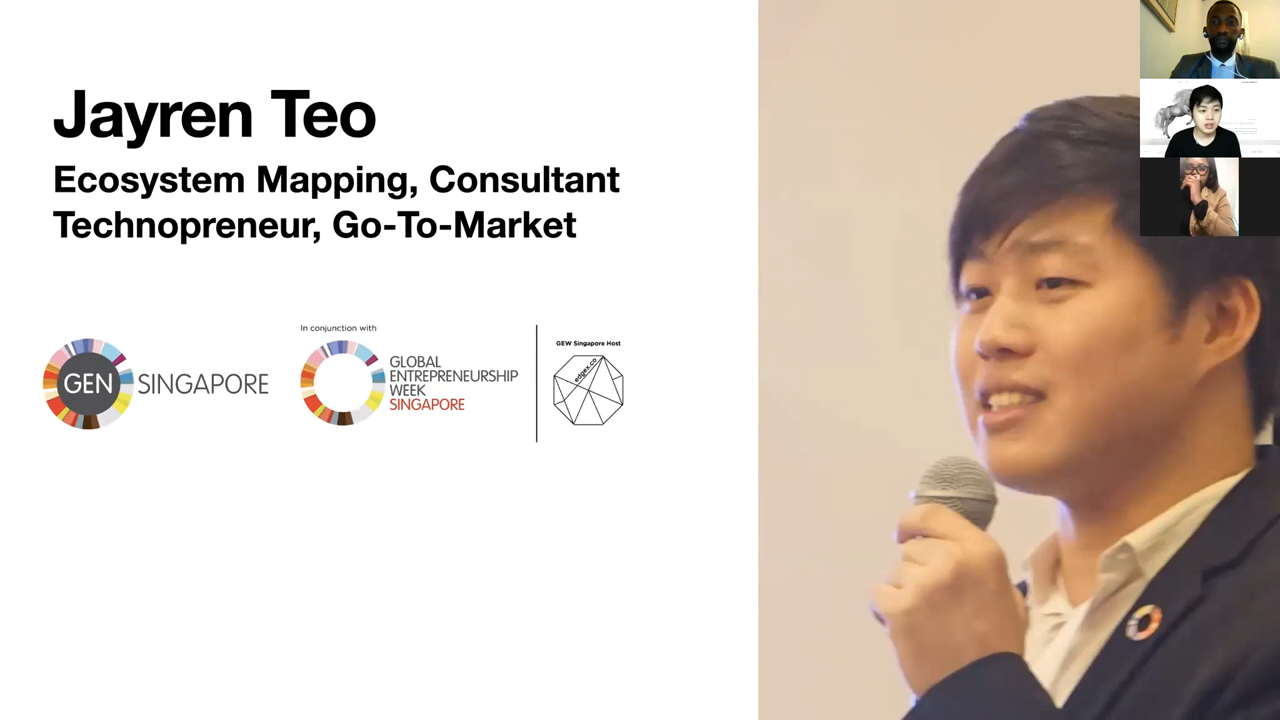 Jayren Teo
Ecosystem Mapping, Consultant
Technopreneur, Go-To-Market
GEN SINGAPORE
In conjunction with
GLOBAL
ENTREPRENEURSHIP
WEEK
SINGAPORE
GEW Singapore Host
edgex.co